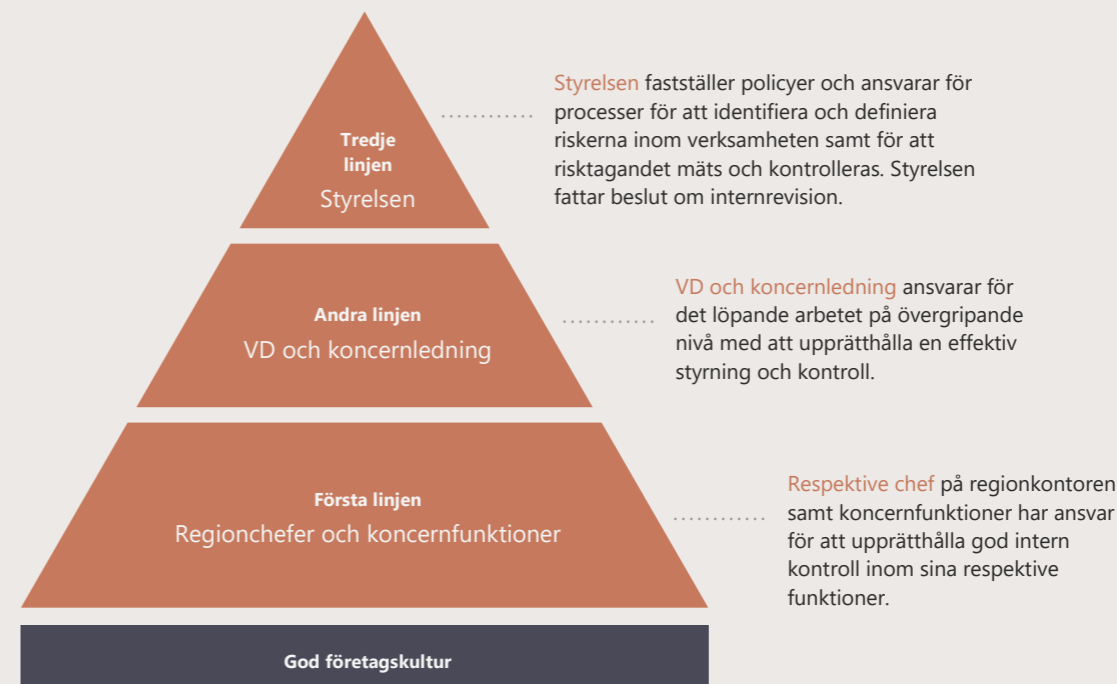 Tredje
linjen
Styrelsen
Styrelsen fastställer policyer och ansvarar för
processer för att identifiera och definiera
riskerna inom verksamheten samt för att
risktagandet mäts och kontrolleras. Styrelsen
fattar beslut om internrevision.
Andra linjen
VD och koncernledning
VD och koncernledning ansvarar för
det löpande arbetet på övergripande
nivå med att upprätthålla en effektiv
styrning och kontroll.
Första linjen
Regionchefer och koncernfunktioner
Respektive chef på regionkontoren
samt koncernfunktioner har ansvar
för att upprätthålla god intern
kontroll inom sina respektive
funktioner.
God företagskultur